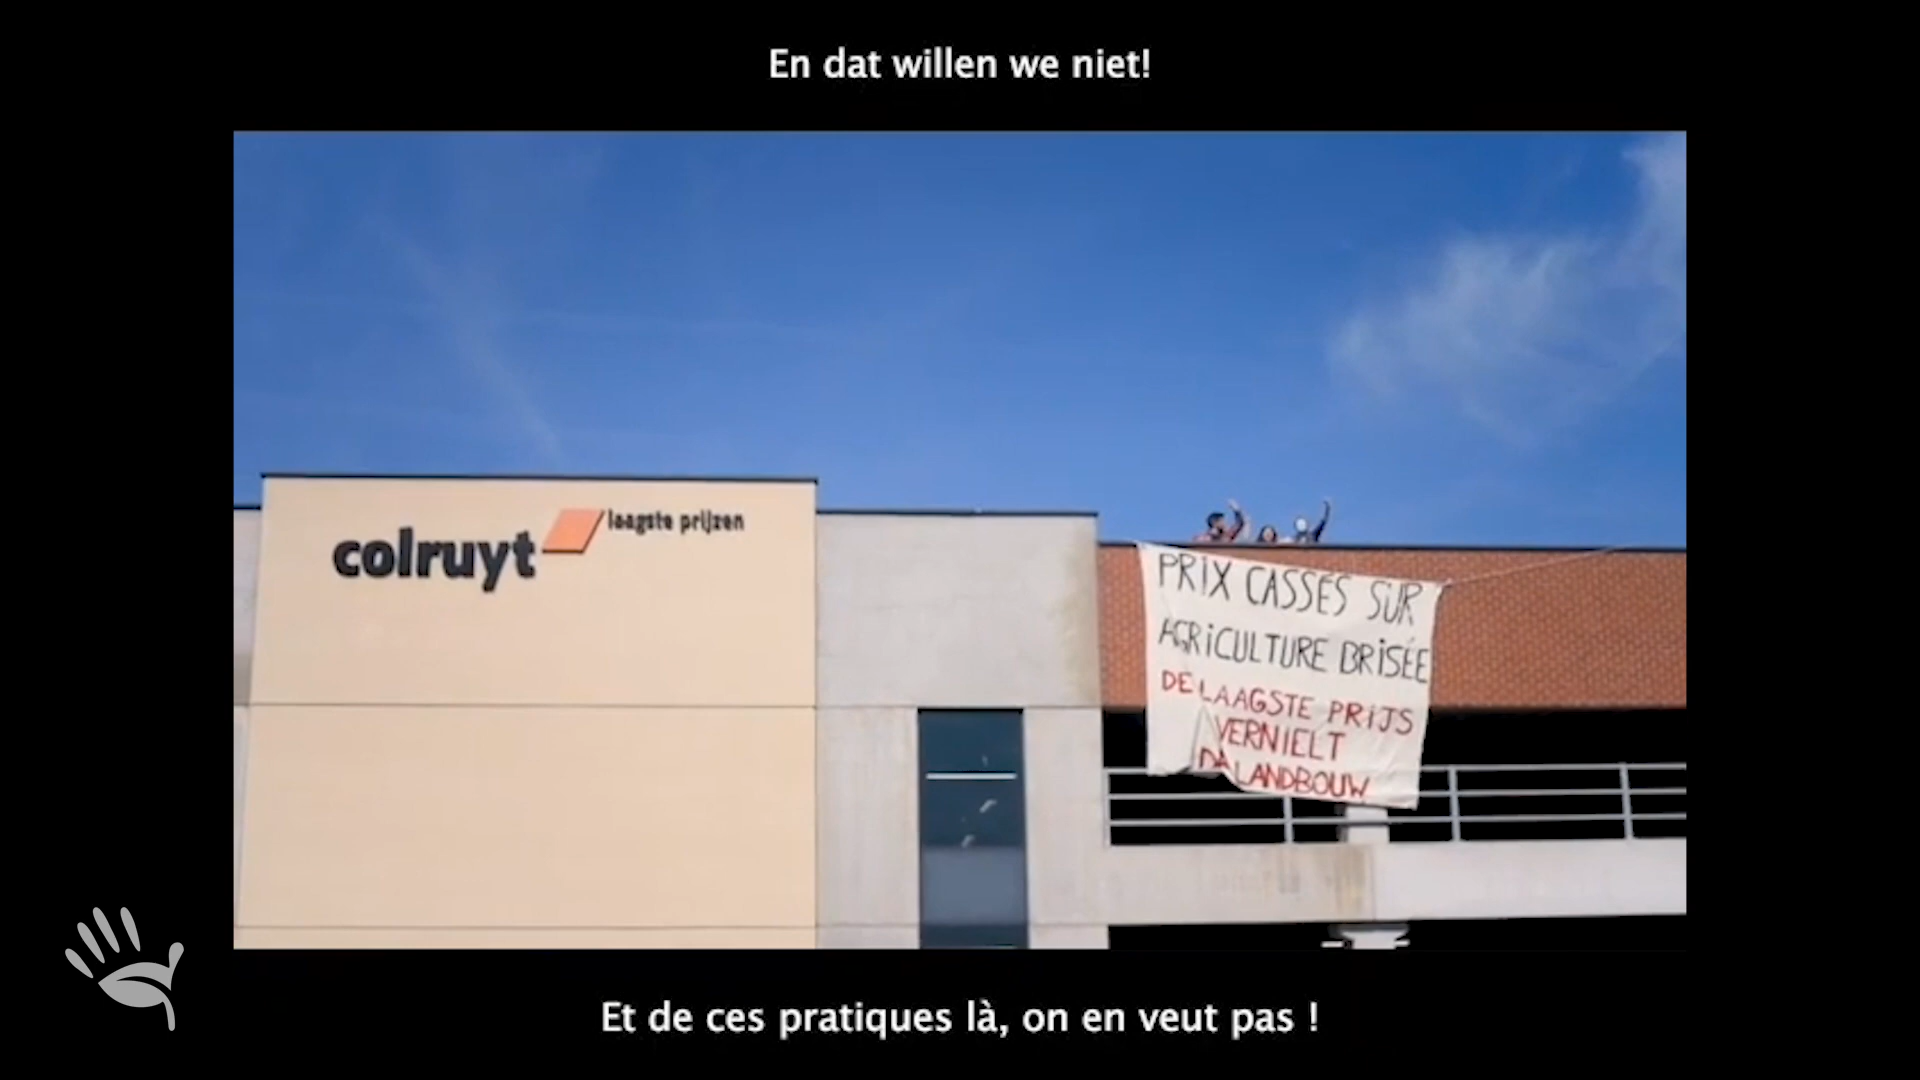 En dat willen we niet!
colruyt laagste prijzen
PRIX CASSÉS SUR
AGRICULTURE BRISÉE
DE LAAGSTE PRIJS
VERNIELT
LANDBOUW
Et de ces pratiques là, on en veut pas !